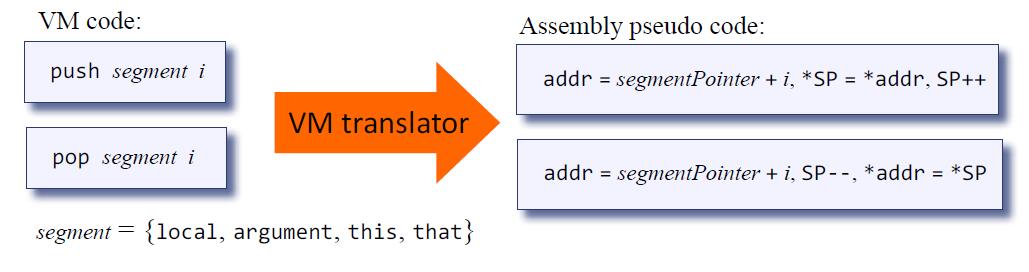 VM code:
push segment i
pop segment i
segment = {local, argument, this, that}
VM translator
Assembly pseudo code:
addr = segmentPointer + i, *SP = *addr, SP++
addr = segmentPointer + i, SP--, *addr = *SP